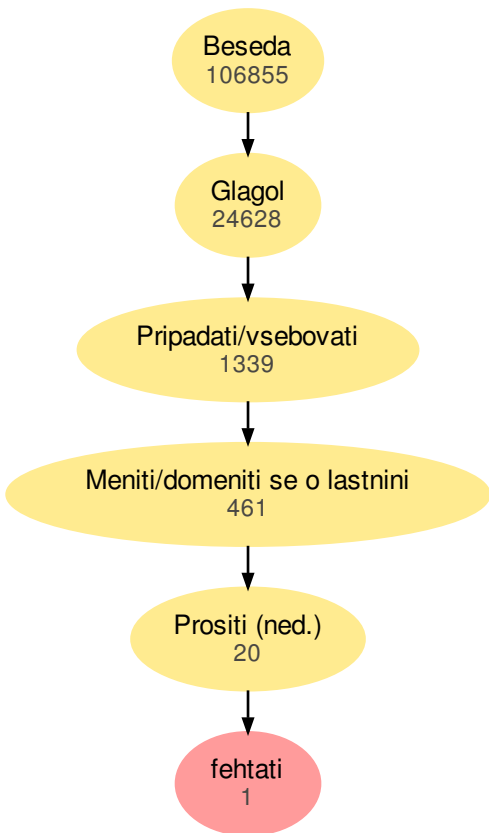 Beseda
106855
Glagol
24628
Pripadati/vsebovati
1339
Meniti/domeniti se o lastnini
461
Prositi (ned.)
20
fehtati
1